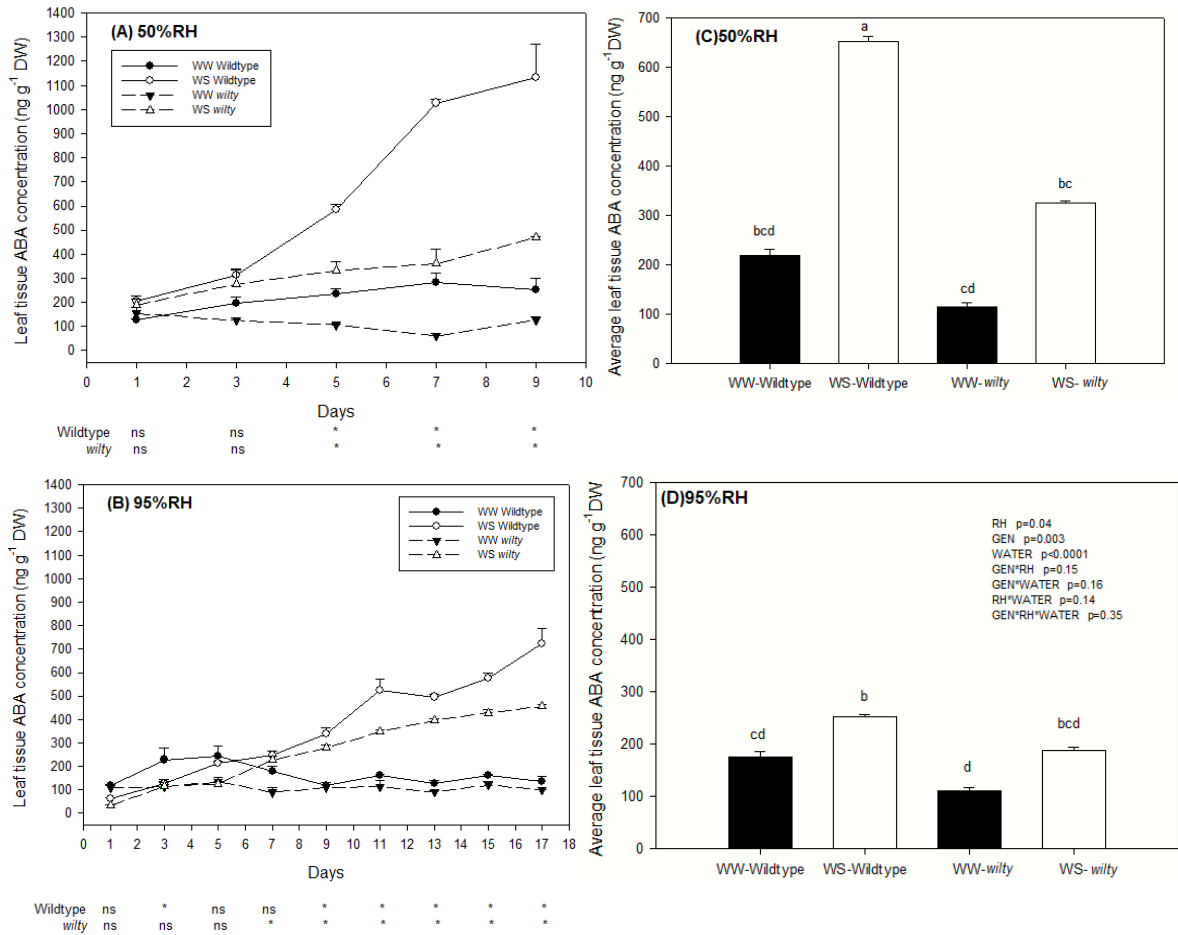 (A) 50%RH
WW Wildtype
WS Wildtype
WW wilty
WS wilty
Leaf tissue ABA concentration (ng g-1 DW)
1400
1300
1200
1100
1000
900
800
700
600
500
400
300
200
100
0
0 1 2 3 4 5 6 7 8 9 10
Days
Wildtype ns ns * * *
wilty ns ns * * *
(C)50%RH
Average leaf tissue ABA concentration (ng g-1 DW)
700
600
500
400
300
200
100
0
bcd
a
cd
bc
WW-Wildtype WS-Wildtype WW-wilty WS- wilty
(B) 95%RH
WW Wildtype
WS Wildtype
WW wilty
WS wilty
Leaf tissue ABA concentration (ng g-1 DW)
1400
1300
1200
1100
1000
900
800
700
600
500
400
300
200
100
0
0 1 2 3 4 5 6 7 8 9 10 11 12 13 14 15 16 17 18
Days
Wildtype ns * ns ns * * * * *
wilty ns ns ns * * * * * *
(D)95%RH
RH p=0.04
GEN p=0.003
WATER p<0.0001
GEN*RH p=0.15
GEN*WATER p=0.16
RH*WATER p=0.14
GEN*RH*WATER p=0.35
Average leaf tissue ABA concentration (ng g-1 DW)
700
600
500
400
300
200
100
0
cd
b
d
bcd
WW-Wildtype WS-Wildtype WW-wilty WS- wilty